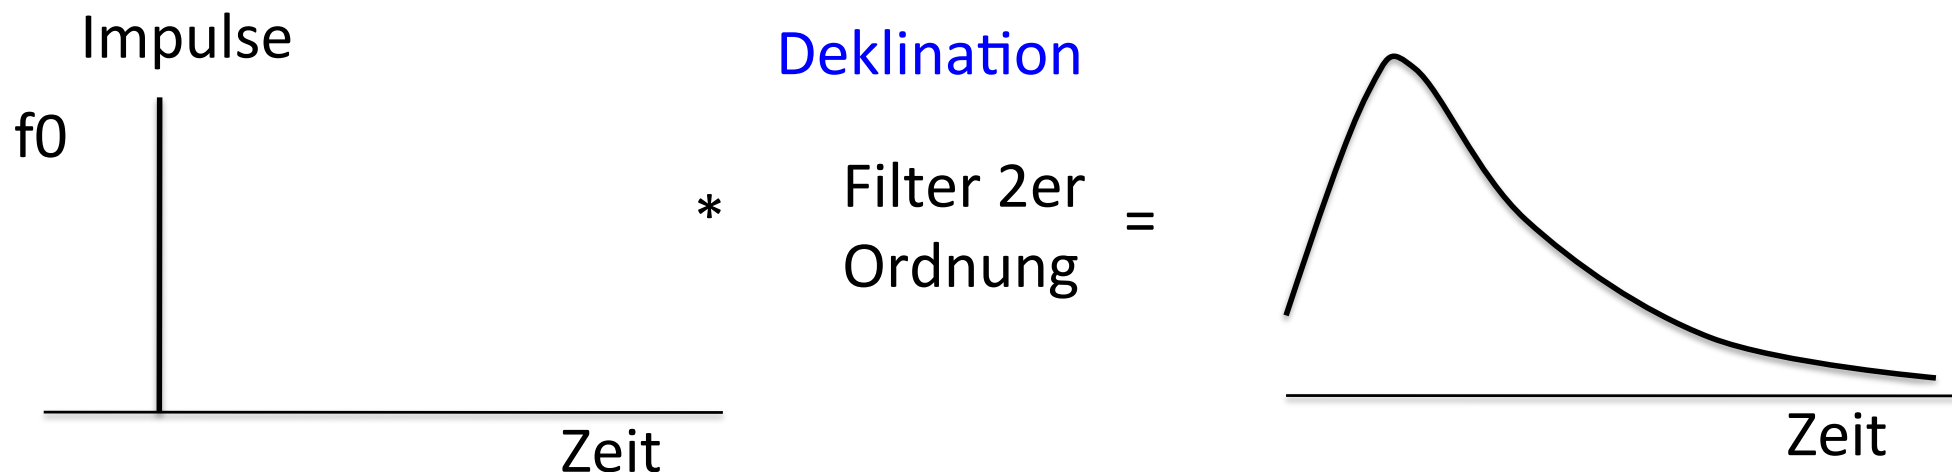 Impulse
f0
Zeit
Deklination
*
Filter 2er
Ordnung
=
Zeit